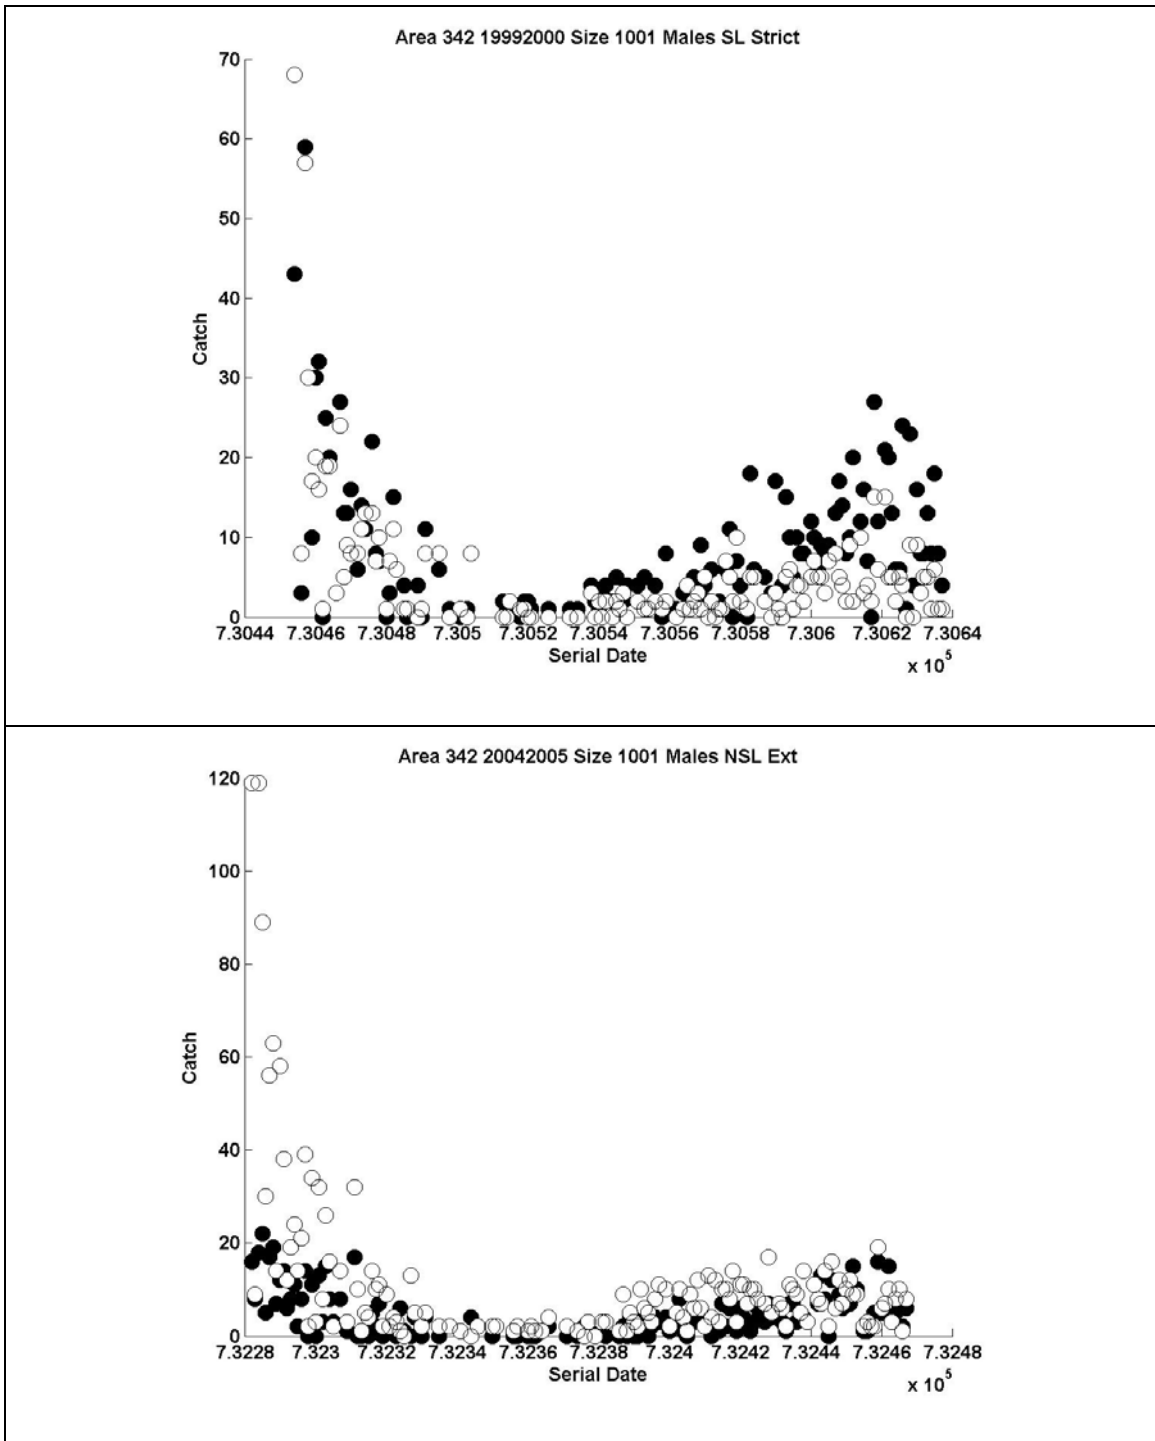 Area 342 19992000 Size 1001 Males SL Strict
70
60
50
40
30
20
10
0
Catch
7.3044 7.3046 7.3048 7.305 7.3052 7.3054 7.3056 7.3058 7.306 7.3062 7.3064
Serial Date
x 10^5
Area 342 20042005 Size 1001 Males NSL Ext
120
100
80
60
40
20
0
Catch
7.3228 7.323 7.3232 7.3234 7.3236 7.3238 7.324 7.3242 7.3244 7.3246 7.3248
Serial Date
x 10^5